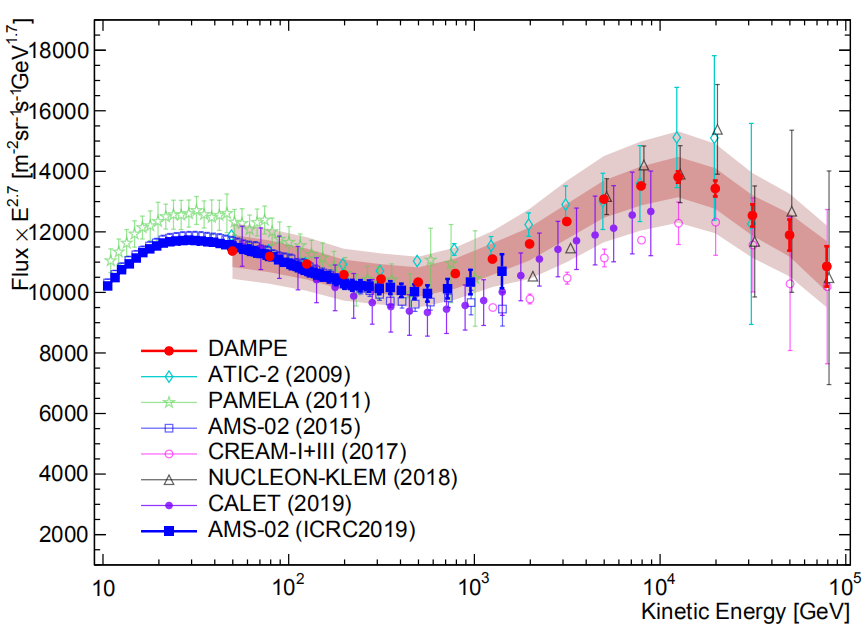 Flux × E^2.7 [m^-2sr^-1s^-1GeV^1.7]
18000
16000
14000
12000
10000
8000
6000
4000
2000
DAMPE
ATIC-2 (2009)
PAMELA (2011)
AMS-02 (2015)
CREAM-I+III (2017)
NUCLEON-KLEM (2018)
CALET (2019)
AMS-02 (ICRC2019)
10 10^2 10^3 10^4 10^5
Kinetic Energy [GeV]